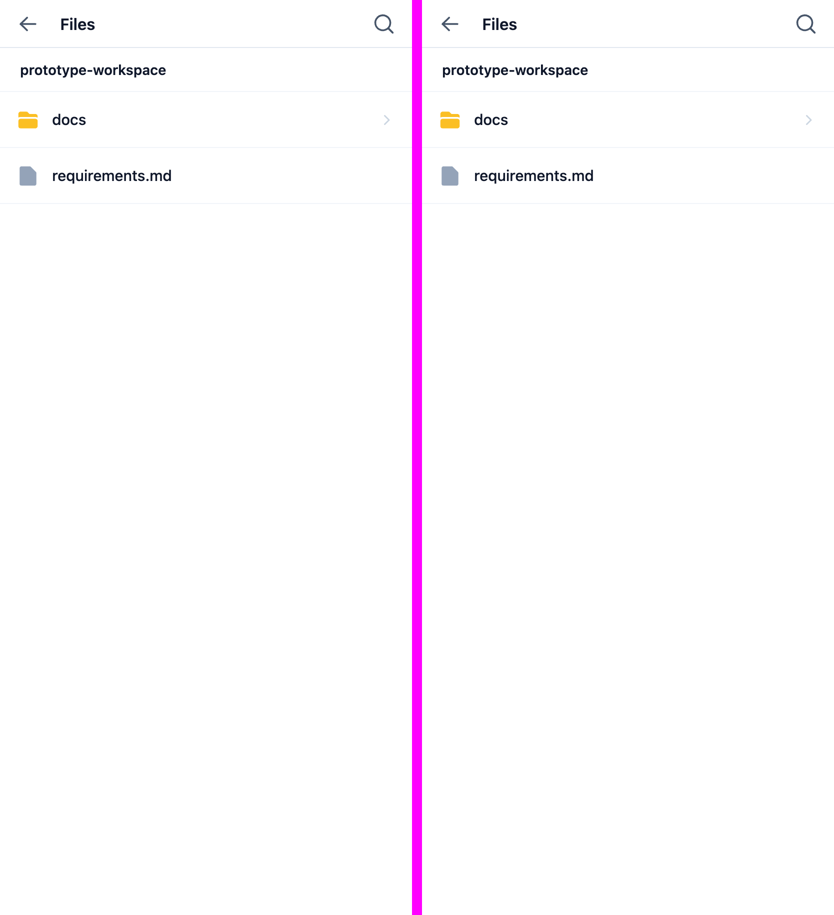 Files
prototype-workspace
docs
requirements.md
Files
prototype-workspace
docs
requirements.md